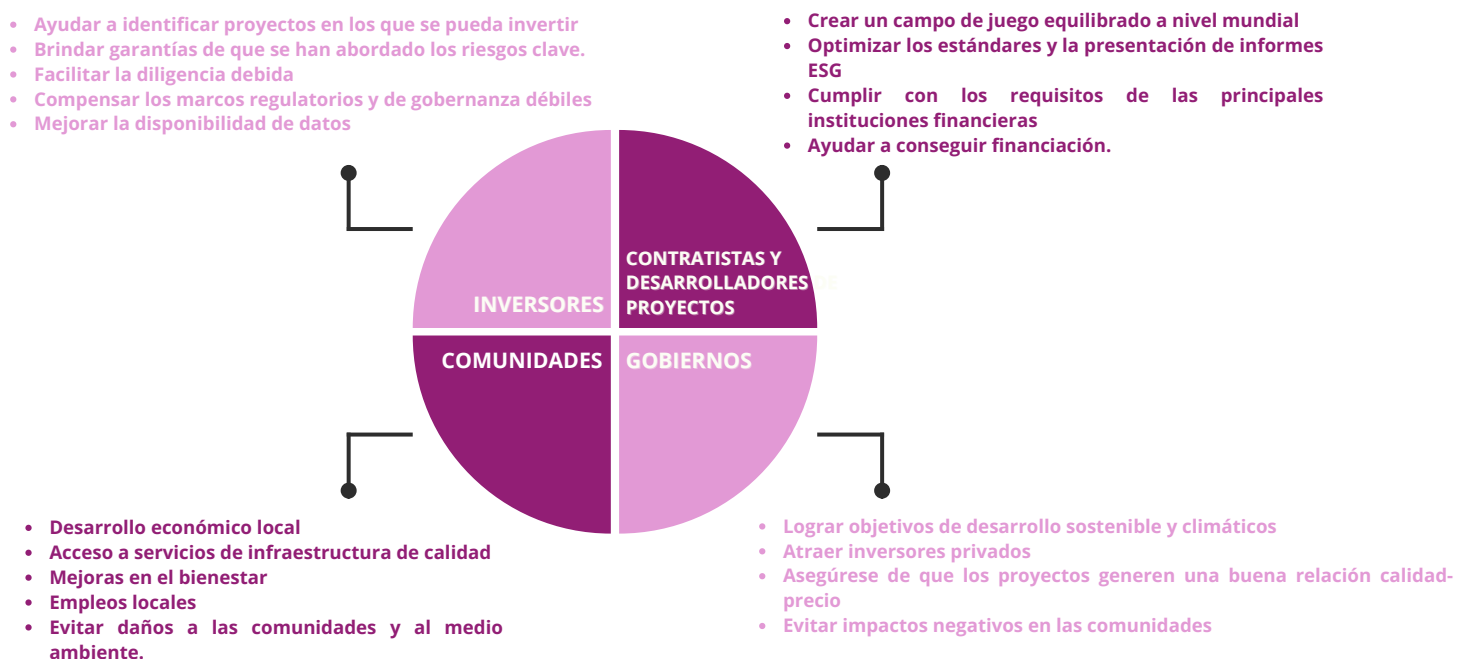 • Ayudar a identificar proyectos en los que se pueda invertir
• Brindar garantías de que se han abordado los riesgos clave.
• Facilitar la diligencia debida
• Compensar los marcos regulatorios y de gobernanza débiles
• Mejorar la disponibilidad de datos
• Crear un campo de juego equilibrado a nivel mundial
• Optimizar los estándares y la presentación de informes
ESG
• Cumplir con los requisitos de las principales
instituciones financieras
• Ayudar a conseguir financiación.
INVERSORES
CONTRATISTAS Y
DESARROLLADORES DE
PROYECTOS
COMUNIDADES
GOBIERNOS
• Desarrollo económico local
• Acceso a servicios de infraestructura de calidad
• Mejoras en el bienestar
• Empleos locales
• Evitar daños a las comunidades y al medio
ambiente.
• Lograr objetivos de desarrollo sostenible y climáticos
• Atraer inversores privados
• Asegúrese de que los proyectos generen una buena relación calidad-
precio
• Evitar impactos negativos en las comunidades